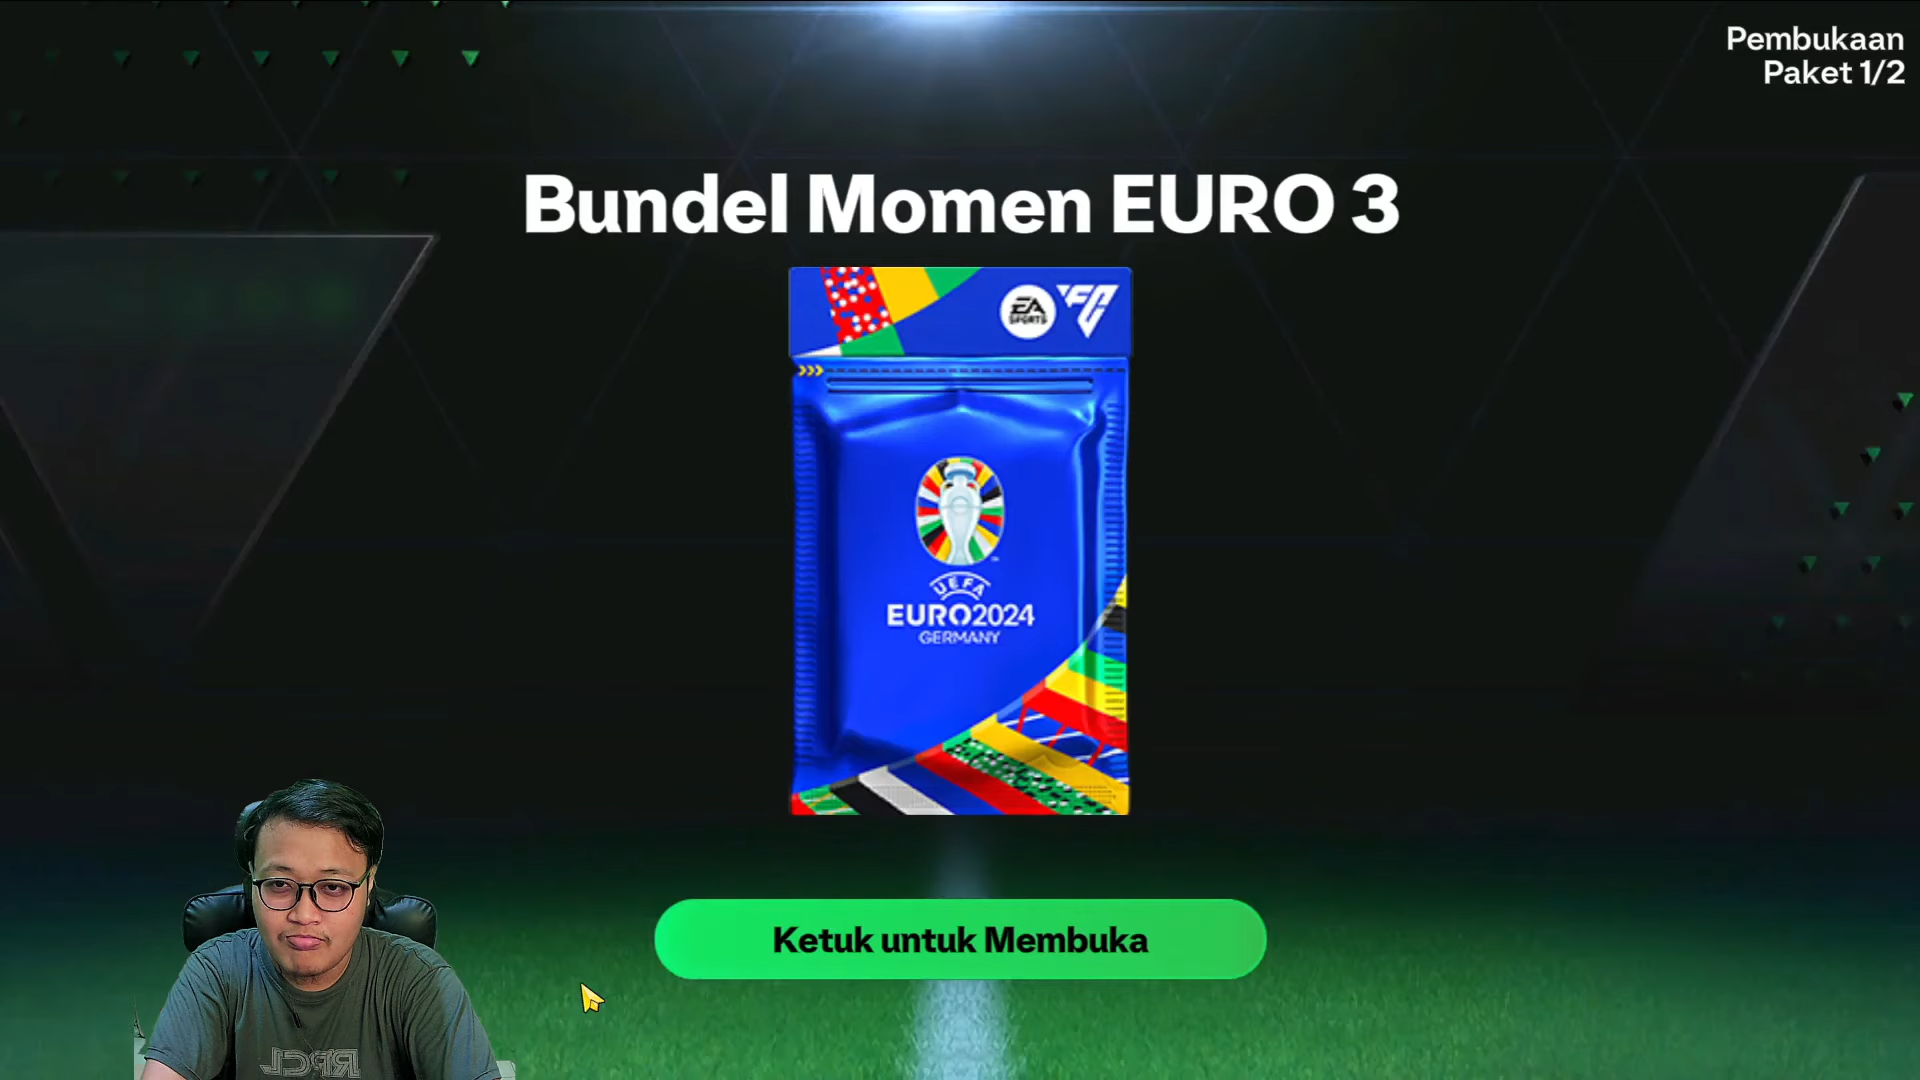 Pembukaan
Paket 1/2
Bundel Momen EURO 3
EA
SPORTS
FC
UEFA
EURO2024
GERMANY
Ketuk untuk Membuka